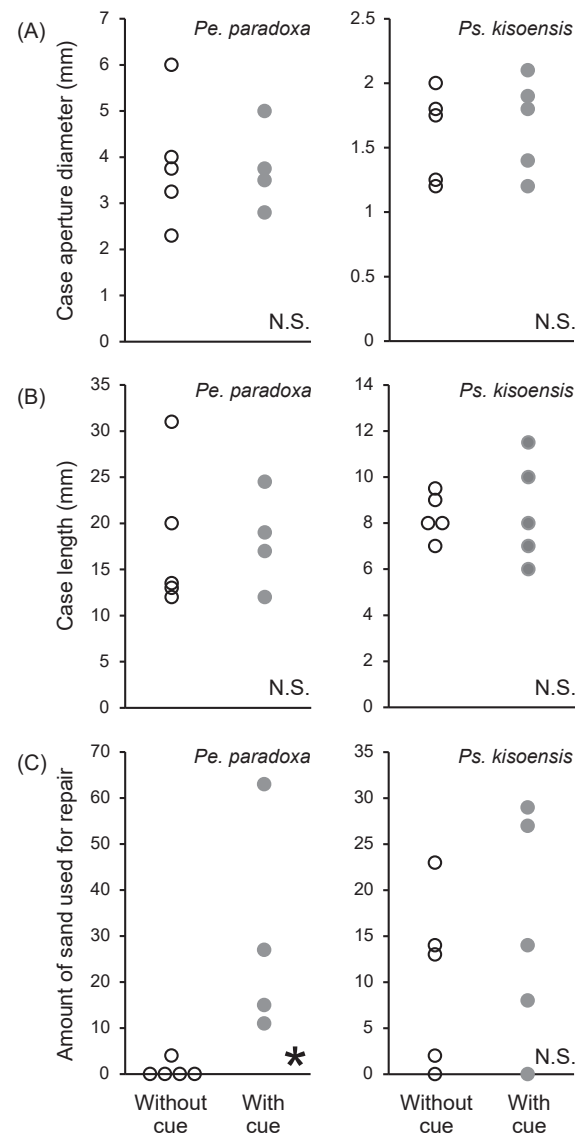 (A)
Pe. paradoxa
Ps. kisoensis
Case aperture diameter (mm)
7
6
5
4
3
2
1
0
N.S.
2.5
2
1.5
1
0.5
0
N.S.
(B)
Pe. paradoxa
Ps. kisoensis
Case length (mm)
35
30
25
20
15
10
5
0
N.S.
14
12
10
8
6
4
2
0
N.S.
(C)
Pe. paradoxa
Ps. kisoensis
Amount of sand used for repair
70
60
50
40
30
20
10
0
*
35
30
25
20
15
10
5
0
N.S.
Without
cue
With
cue
Without
cue
With
cue